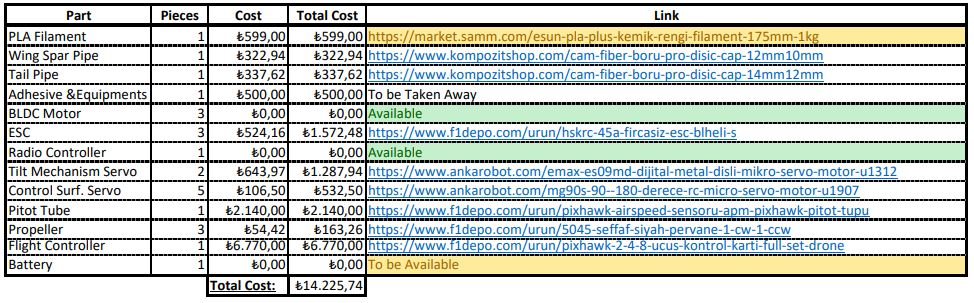 Part Pieces Cost Total Cost Link
PLA Filament 1 ₺599,00 ₺599,00 https://market.samm.com/esun-pla-plus-kemik-rengi-filament-175mm-1kg
Wing Spar Pipe 1 ₺322,94 ₺322,94 https://www.kompozitshop.com/cam-fiber-boru-pro-disic-cap-12mm10mm
Tail Pipe 1 ₺337,62 ₺337,62 https://www.kompozitshop.com/cam-fiber-boru-pro-disic-cap-14mm12mm
Adhesive &Equipments 1 ₺500,00 ₺500,00 To be Taken Away
BLDC Motor 3 ₺0,00 ₺0,00 Available
ESC 3 ₺524,16 ₺1.572,48 https://www.f1depo.com/urun/hskrc-45a-fircasiz-esc-blheli-s
Radio Controller 1 ₺0,00 ₺0,00 Available
Tilt Mechanism Servo 2 ₺643,97 ₺1.287,94 https://www.ankarobot.com/emax-es09md-dijital-metal-disli-mikro-servo-motor-u1312
Control Surf. Servo 5 ₺106,50 ₺532,50 https://www.ankarobot.com/mg90s-90--180-derece-rc-micro-servo-motor-u1907
Pitot Tube 1 ₺2.140,00 ₺2.140,00 https://www.f1depo.com/urun/pixhawk-airspeed-sensoru-apm-pixhawk-pitot-tupu
Propeller 3 ₺54,42 ₺163,26 https://www.f1depo.com/urun/5045-seffaf-siyah-pervane-1-cw-1-ccw
Flight Controller 1 ₺6.770,00 ₺6.770,00 https://www.f1depo.com/urun/pixhawk-2-4-8-ucus-kontrol-karti-full-set-drone
Battery 1 ₺0,00 ₺0,00 To be Available
Total Cost: ₺14.225,74